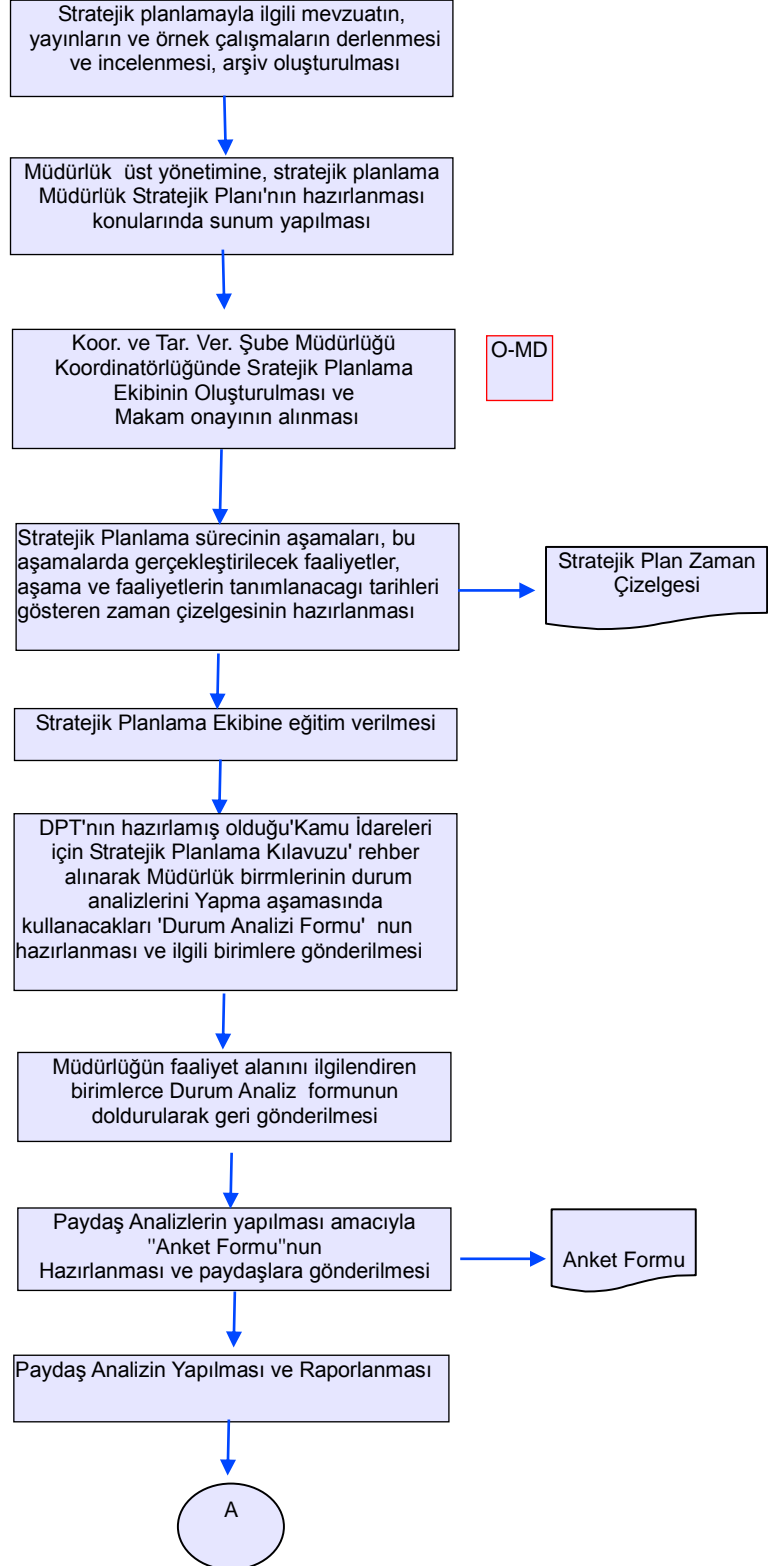 Stratejik planlamayla ilgili mevzuatın,
yayınların ve örnek çalışmaların derlenmesi
ve incelenmesi, arşiv oluşturulması
Müdürlük üst yönetimine, stratejik planlama
Müdürlük Stratejik Planı'nın hazırlanması
konularında sunum yapılması
Koor. ve Tar. Ver. Şube Müdürlüğü
Koordinatörlüğünde Sratejik Planlama
Ekibinin Oluşturulması ve
Makam onayının alınması
O-MD
Stratejik Planlama sürecinin aşamaları, bu
aşamalarda gerçekleştirilecek faaliyetler,
aşama ve faaliyetlerin tanımlanacagı tarihleri
gösteren zaman çizelgesinin hazırlanması
Stratejik Plan Zaman
Çizelgesi
Stratejik Planlama Ekibine eğitim verilmesi
DPT'nın hazırlamış olduğu'Kamu İdareleri
için Stratejik Planlama Kılavuzu' rehber
alınarak Müdürlük birrmlerinin durum
analizlerini Yapma aşamasında
kullanacakları 'Durum Analizi Formu' nun
hazırlanması ve ilgili birimlere gönderilmesi
Müdürlüğün faaliyet alanını ilgilendiren
birimlerce Durum Analiz formunun
doldurularak geri gönderilmesi
Paydaş Analizlerin yapılması amacıyla
"Anket Formu"nun
Hazırlanması ve paydaşlara gönderilmesi
Anket Formu
Paydaş Analizin Yapılması ve Raporlanması
A